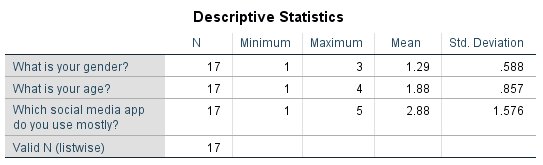 Descriptive Statistics
N Minimum Maximum Mean Std. Deviation
What is your gender? 17 1 3 1.29 .588
What is your age? 17 1 4 1.88 .857
Which social media app do you use mostly? 17 1 5 2.88 1.576
Valid N (listwise) 17